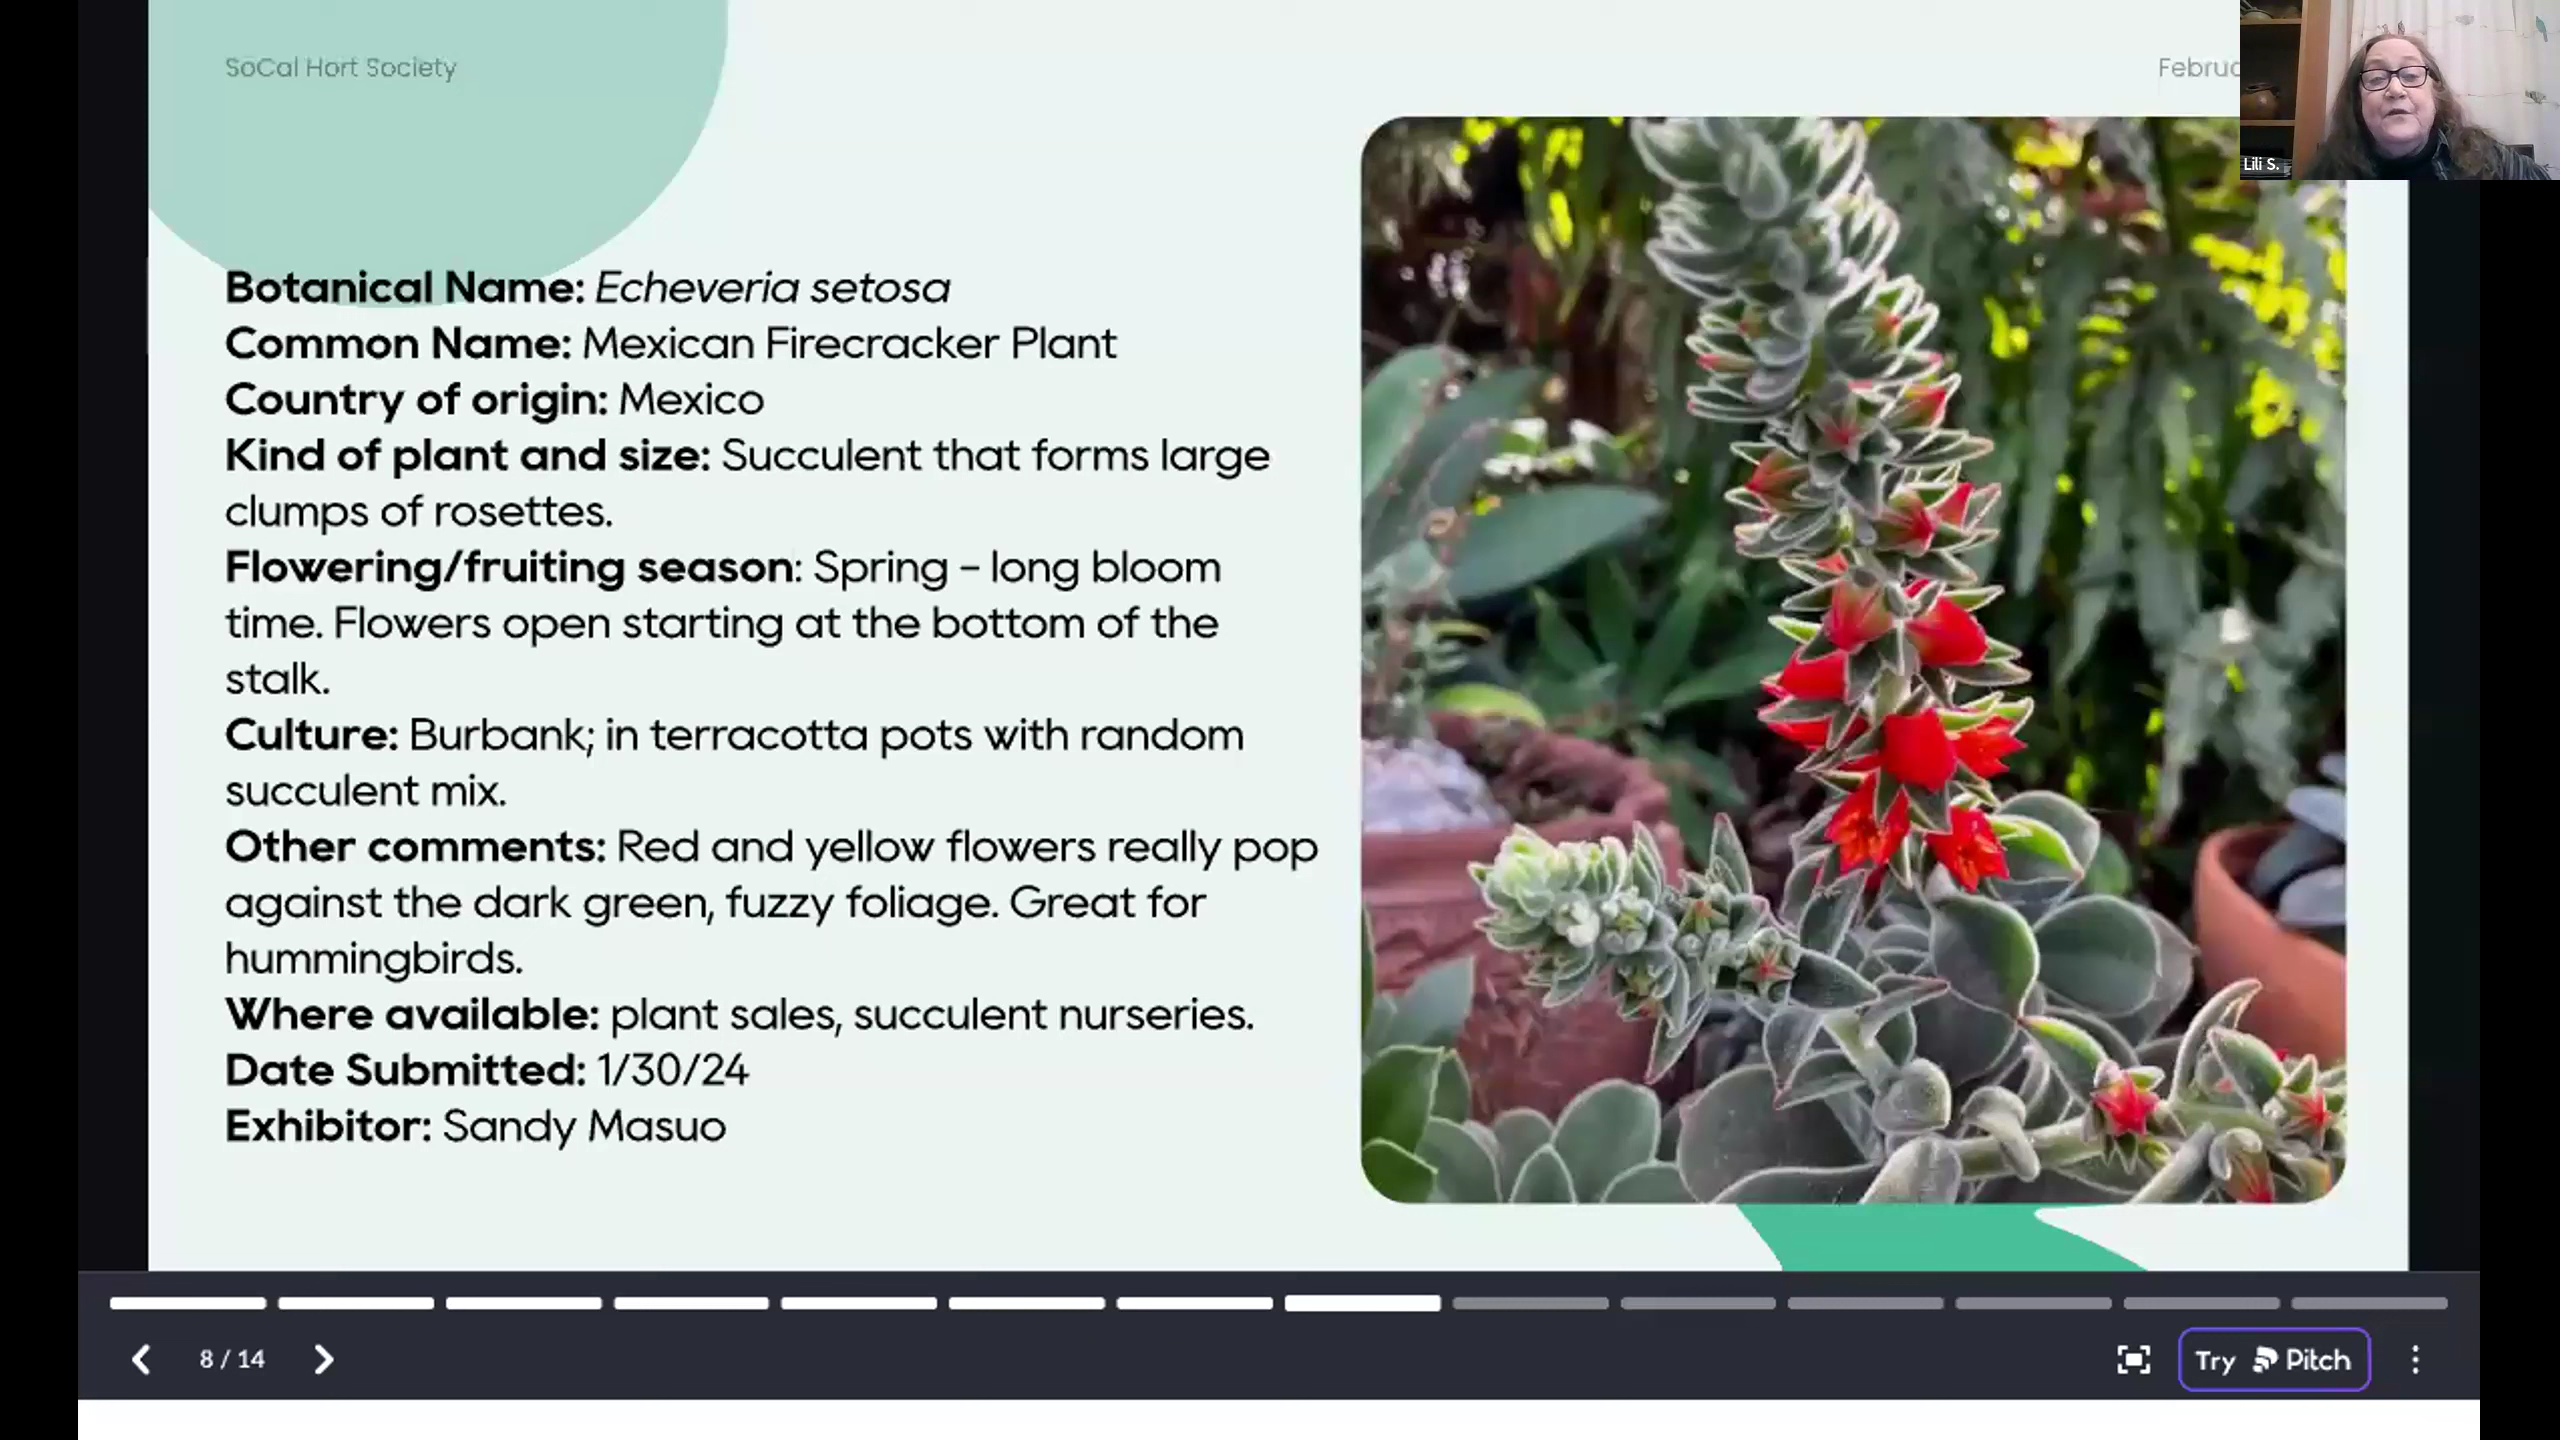 SoCal Hort Society
Lili S.
Botanical Name: Echeveria setosa
Common Name: Mexican Firecracker Plant
Country of origin: Mexico
Kind of plant and size: Succulent that forms large
clumps of rosettes.
Flowering/fruiting season: Spring – long bloom
time. Flowers open starting at the bottom of the
stalk.
Culture: Burbank; in terracotta pots with random
succulent mix.
Other comments: Red and yellow flowers really pop
against the dark green, fuzzy foliage. Great for
hummingbirds.
Where available: plant sales, succulent nurseries.
Date Submitted: 1/30/24
Exhibitor: Sandy Masuo
8 / 14
Try Pitch